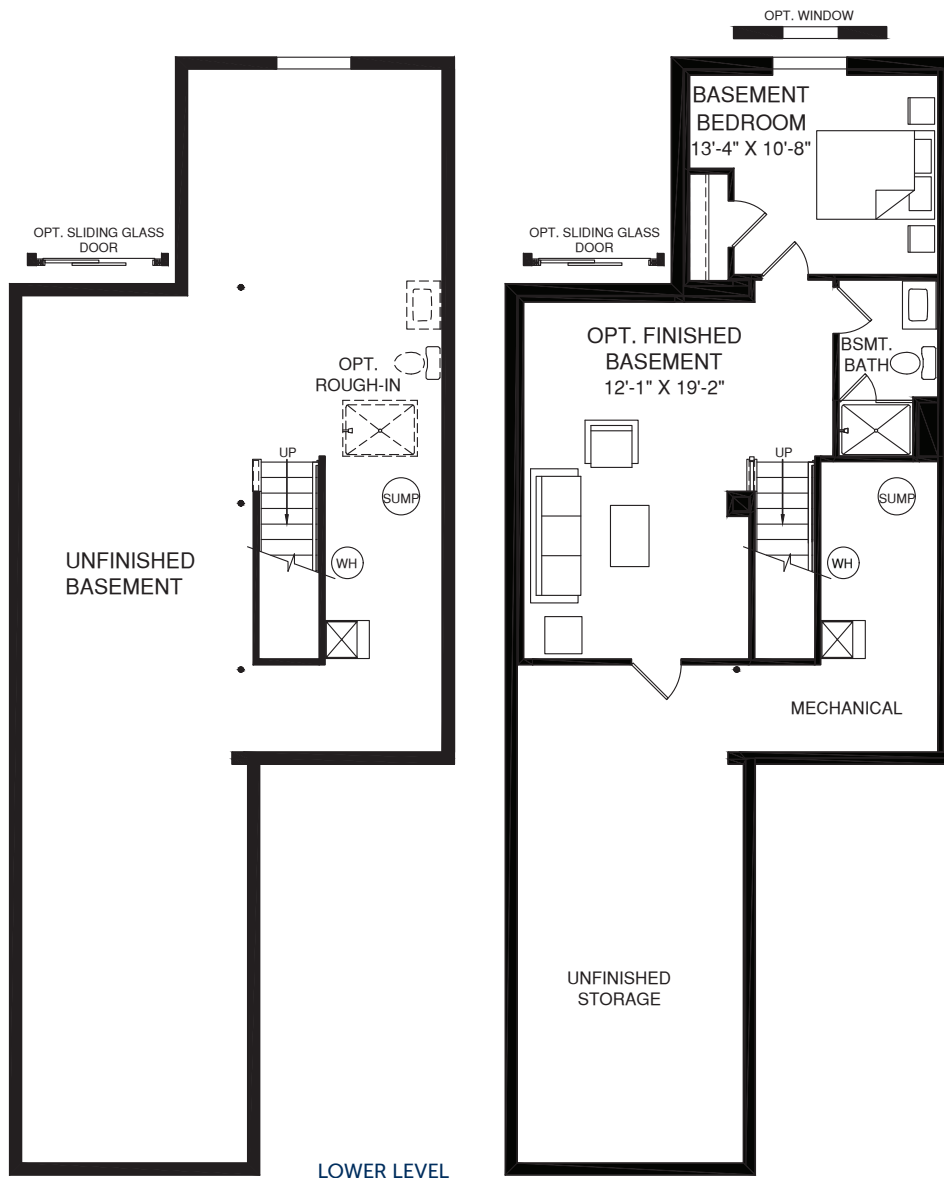 OPT. SLIDING GLASS
DOOR
OPT.
ROUGH-IN
UP
SUMP
WH
UNFINISHED
BASEMENT
OPT. WINDOW
BASEMENT
BEDROOM
13'-4" X 10'-8"
OPT. SLIDING GLASS
DOOR
OPT. FINISHED
BASEMENT
12'-1" X 19'-2"
BSMT.
BATH
UP
SUMP
WH
MECHANICAL
UNFINISHED
STORAGE
LOWER LEVEL